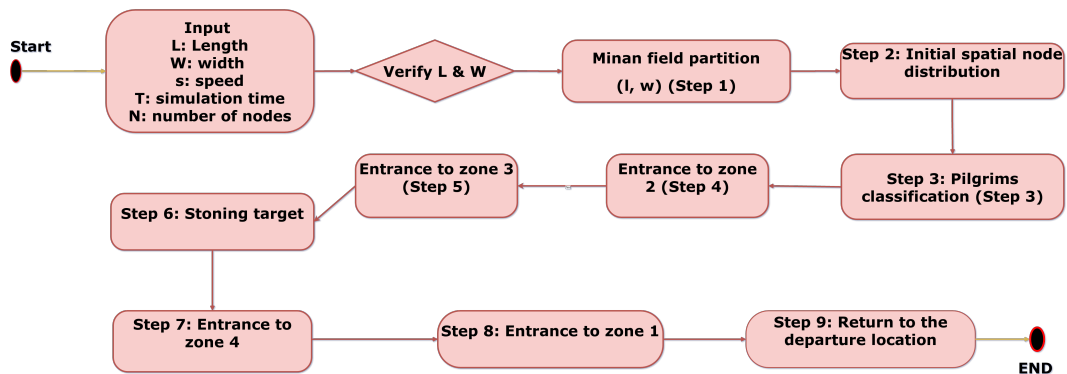 Start
Input
L: Length
W: width
s: speed
T: simulation time
N: number of nodes
Verify L & W
Minan field partition
(l, w) (Step 1)
Step 2: Initial spatial node
distribution
Step 3: Pilgrims
classification (Step 3)
Entrance to zone
2 (Step 4)
Entrance to zone 3
(Step 5)
Step 6: Stoning target
Step 7: Entrance to
zone 4
Step 8: Entrance to zone 1
Step 9: Return to the
departure location
END